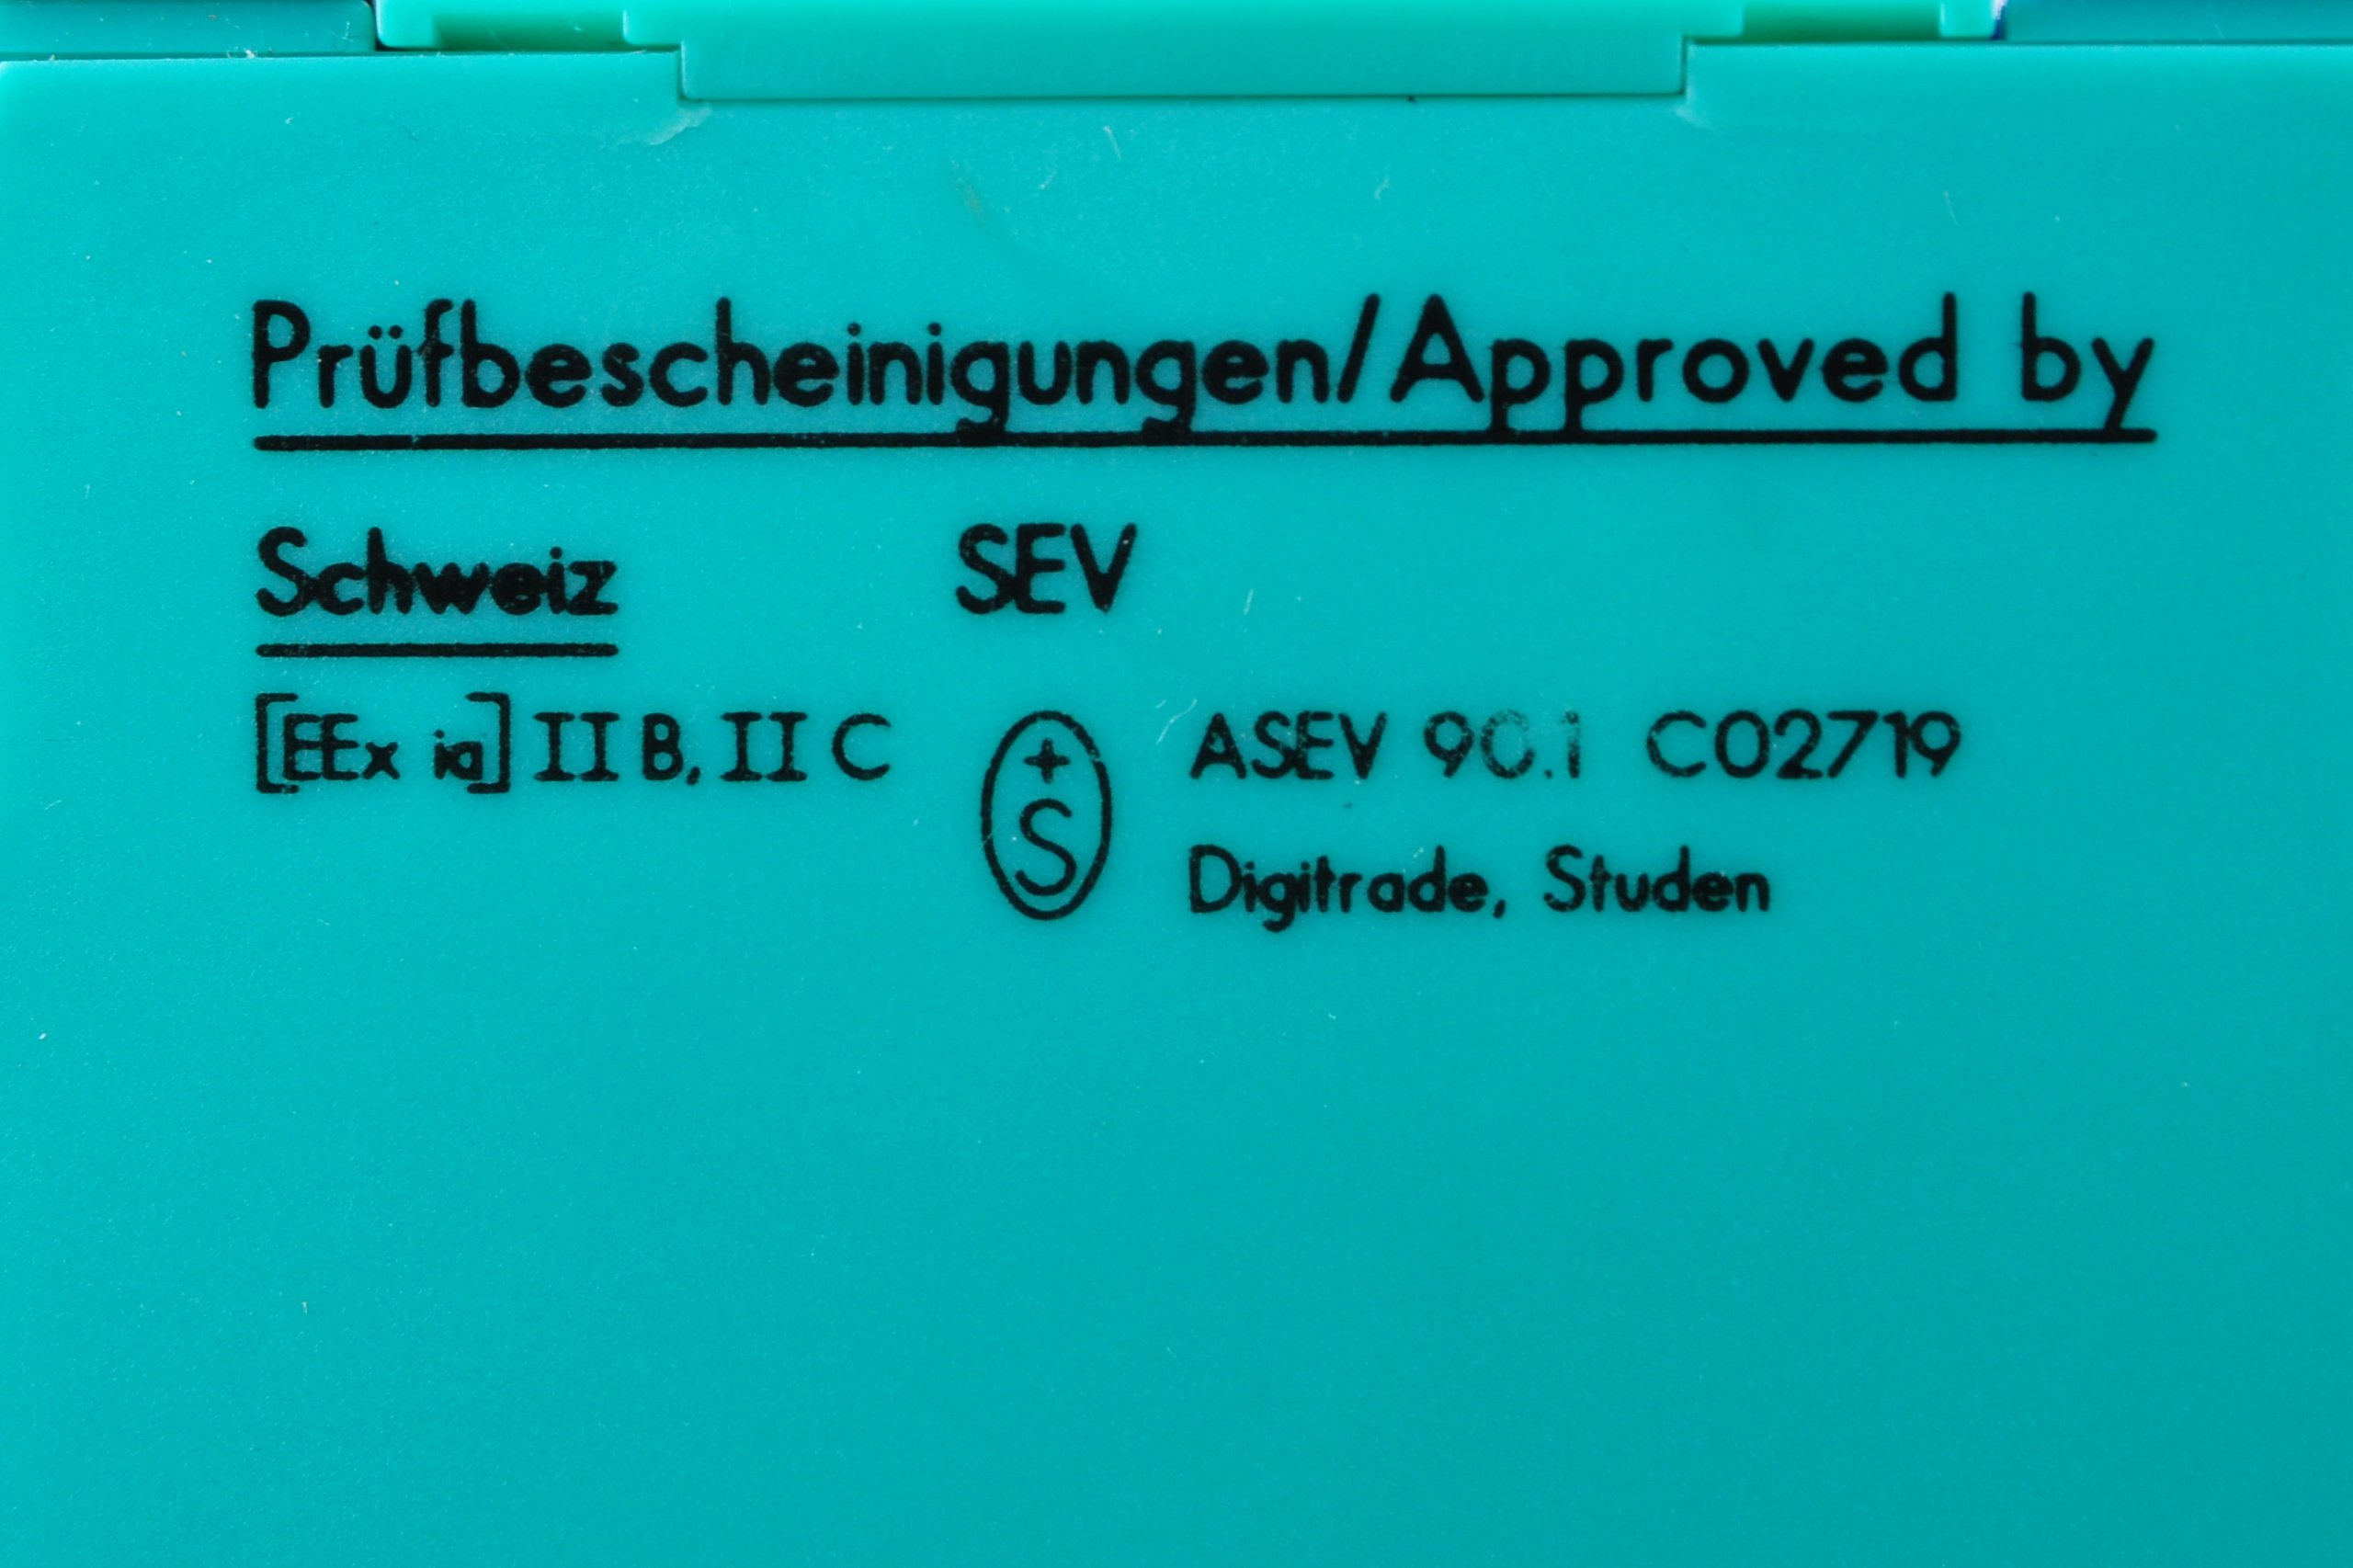 Prüfbescheinigungen/Approved by
Schweiz SEV
[EEx ia] II B, II C +S ASEV 90.1 C02719
Digitrade, Studen